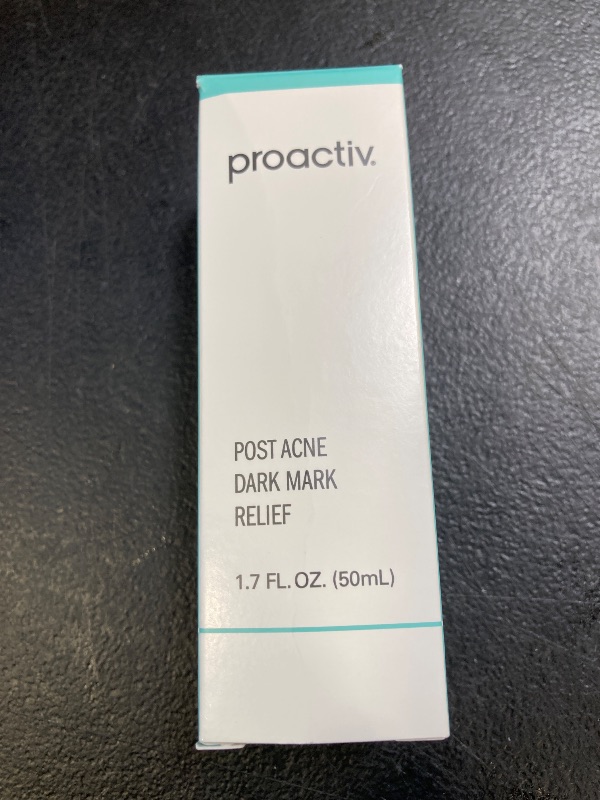 proactiv.
POST ACNE
DARK MARK
RELIEF
1.7 FL. OZ. (50mL)